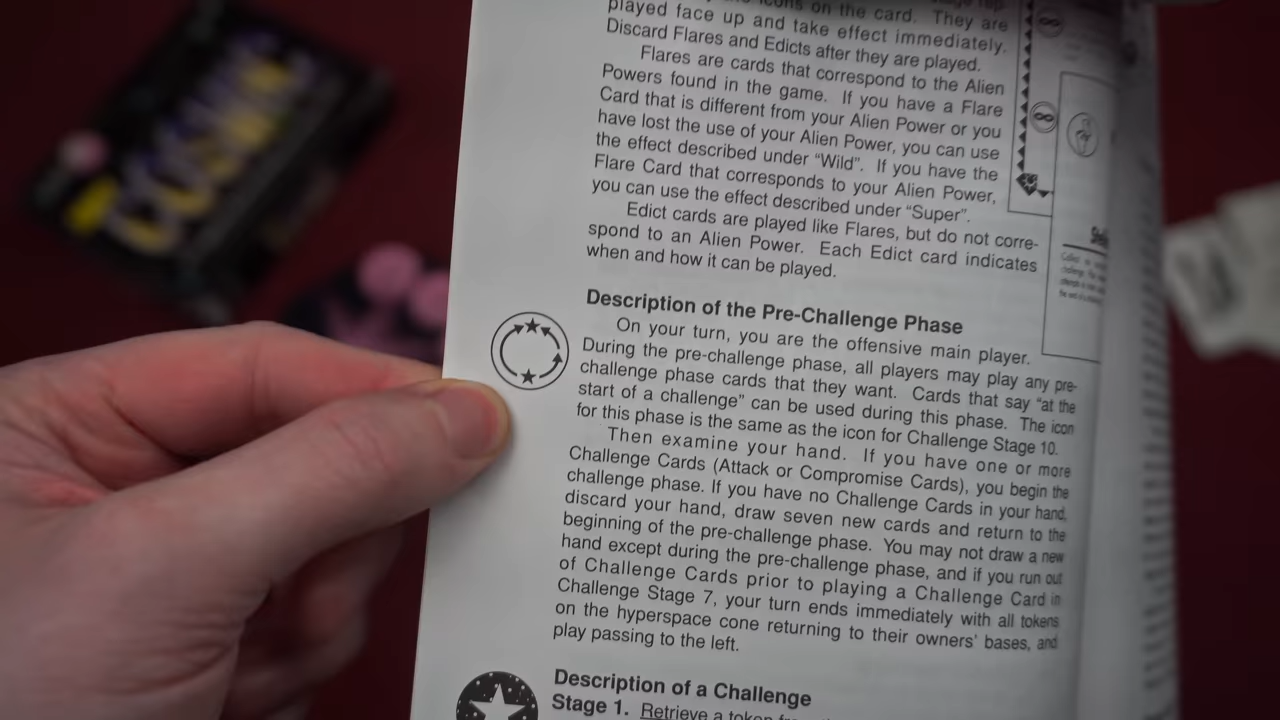 icons on the card. They are
played face up and take effect immediately.
Discard Flares and Edicts after they are played.
Flares are cards that correspond to the Alien
Powers found in the game. If you have a Flare
Card that is different from your Alien Power or you
have lost the use of your Alien Power, you can use
the effect described under “Wild”. If you have the
Flare Card that corresponds to your Alien Power,
you can use the effect described under “Super”.
Edict cards are played like Flares, but do not corre-
spond to an Alien Power. Each Edict card indicates
when and how it can be played.
Description of the Pre-Challenge Phase
On your turn, you are the offensive main player.
During the pre-challenge phase, all players may play any pre-
challenge phase cards that they want. Cards that say “at the
start of a challenge” can be used during this phase. The icon
for this phase is the same as the icon for Challenge Stage 10.
Then examine your hand. If you have one or more
Challenge Cards (Attack or Compromise Cards), you begin the
challenge phase. If you have no Challenge Cards in your hand,
discard your hand, draw seven new cards and return to the
beginning of the pre-challenge phase. You may not draw a new
hand except during the pre-challenge phase, and if you run out
of Challenge Cards prior to playing a Challenge Card in
Challenge Stage 7, your turn ends immediately with all tokens
on the hyperspace cone returning to their owners' bases, and
play passing to the left.
Description of a Challenge
Stage 1. Retrieve a token